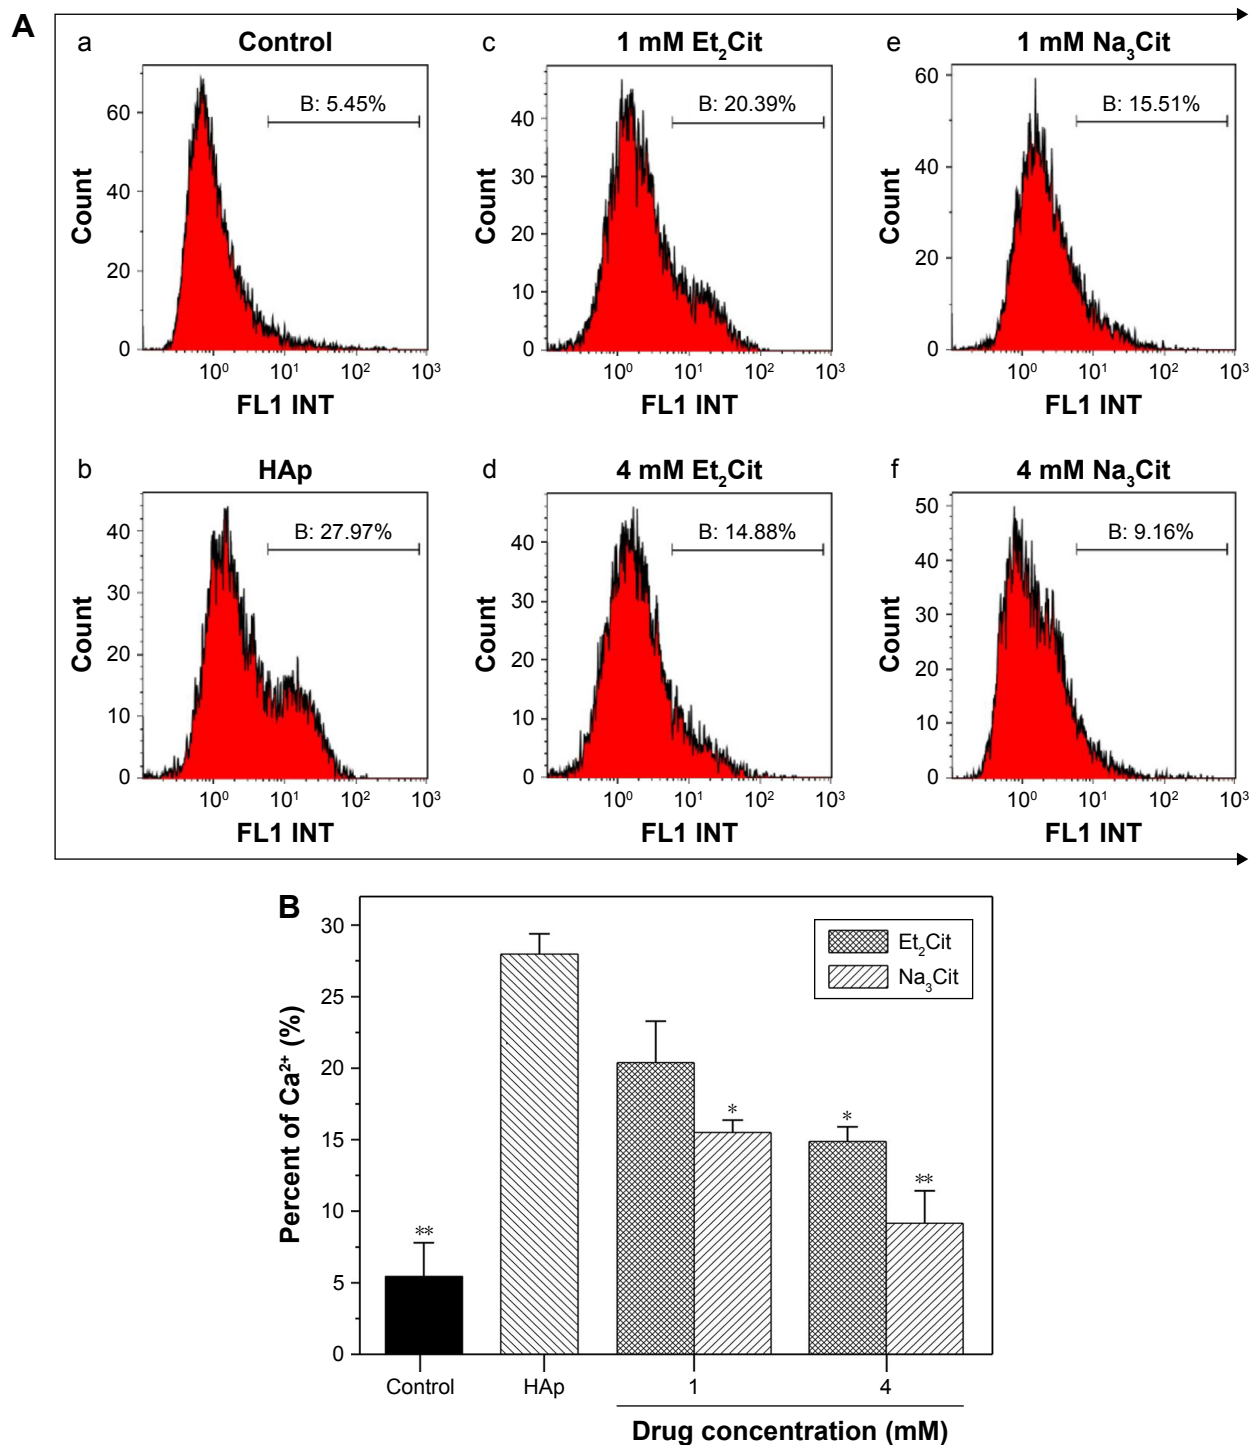 A
a
Control
B: 5.45%
Count
60
40
20
0
10⁰ 10¹ 10² 10³
FL1 INT
c
1 mM Et₂Cit
B: 20.39%
Count
40
30
20
10
0
10⁰ 10¹ 10² 10³
FL1 INT
e
1 mM Na₃Cit
B: 15.51%
Count
60
40
20
0
10⁰ 10¹ 10² 10³
FL1 INT
b
HAp
B: 27.97%
Count
40
30
20
10
0
10⁰ 10¹ 10² 10³
FL1 INT
d
4 mM Et₂Cit
B: 14.88%
Count
40
30
20
10
0
10⁰ 10¹ 10² 10³
FL1 INT
f
4 mM Na₃Cit
B: 9.16%
Count
50
40
30
20
10
0
10⁰ 10¹ 10² 10³
FL1 INT
B
Percent of Ca²⁺ (%)
30
25
20
15
10
5
0
Et₂Cit
Na₃Cit
**
*
*
**
Control HAp 1 4
Drug concentration (mM)